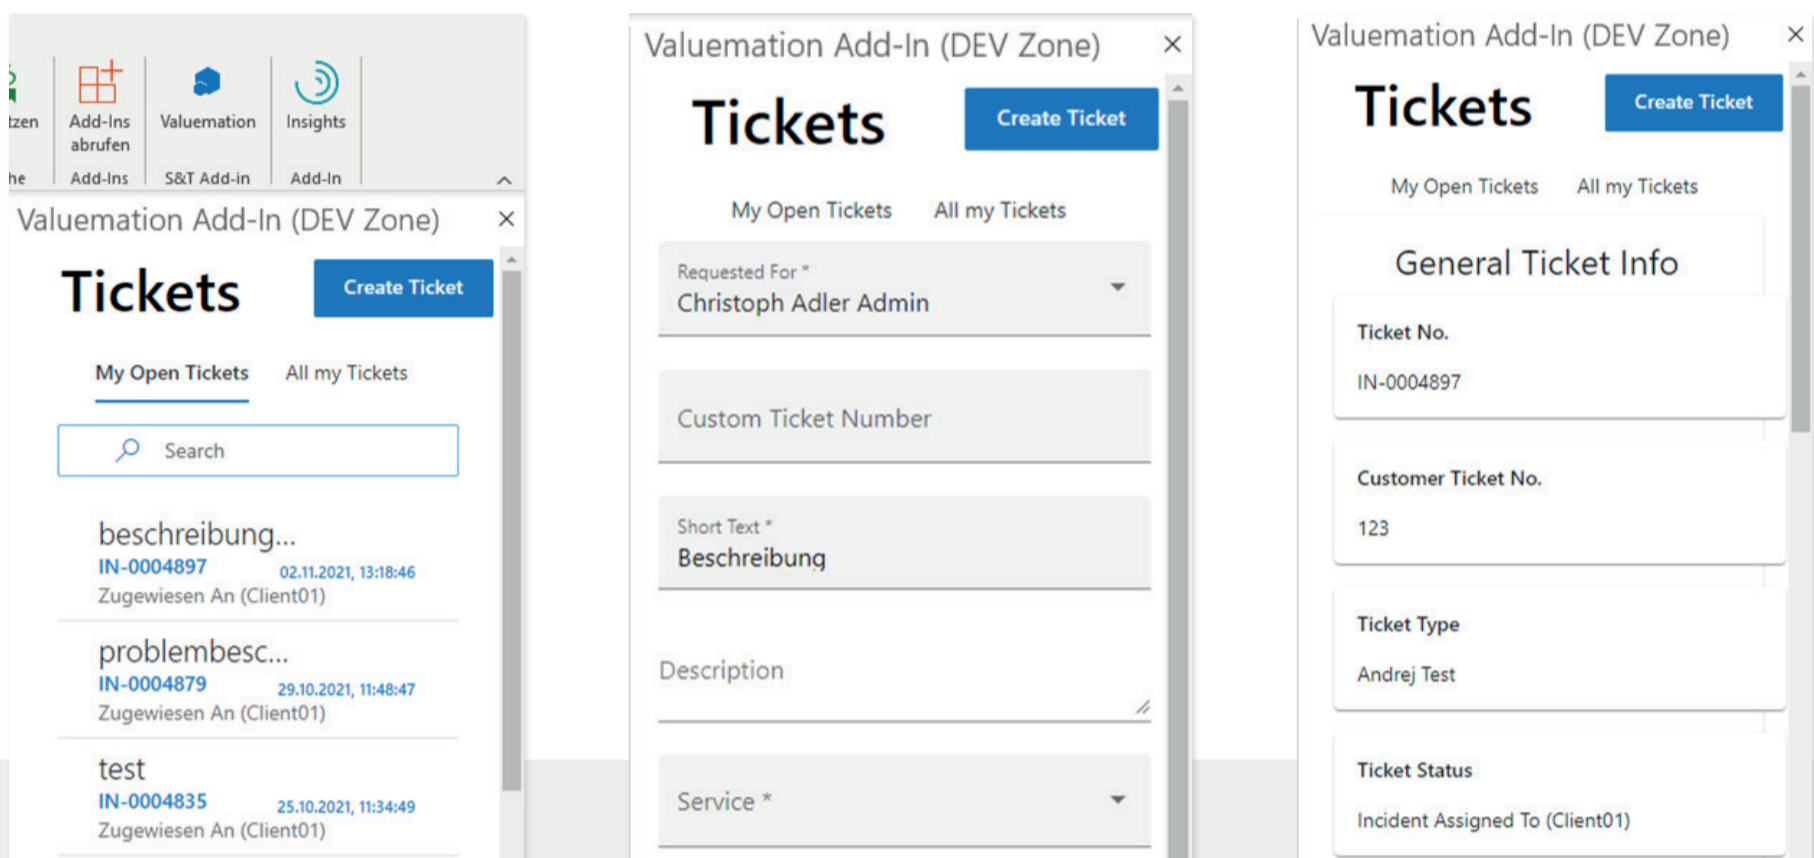 Add-Ins
abrufen
Valuemation
Insights
Add-Ins
S&T Add-in
Add-In
Valuemation Add-In (DEV Zone)
Tickets
Create Ticket
My Open Tickets
All my Tickets
Search
beschreibung...
IN-0004897
02.11.2021, 13:18:46
Zugewiesen An (Client01)
problembesc...
IN-0004879
29.10.2021, 11:48:47
Zugewiesen An (Client01)
test
IN-0004835
25.10.2021, 11:34:49
Zugewiesen An (Client01)
Valuemation Add-In (DEV Zone)
Tickets
Create Ticket
My Open Tickets
All my Tickets
Requested For *
Christoph Adler Admin
Custom Ticket Number
Short Text *
Beschreibung
Description
Service *
Valuemation Add-In (DEV Zone)
Tickets
Create Ticket
My Open Tickets
All my Tickets
General Ticket Info
Ticket No.
IN-0004897
Customer Ticket No.
123
Ticket Type
Andrej Test
Ticket Status
Incident Assigned To (Client01)